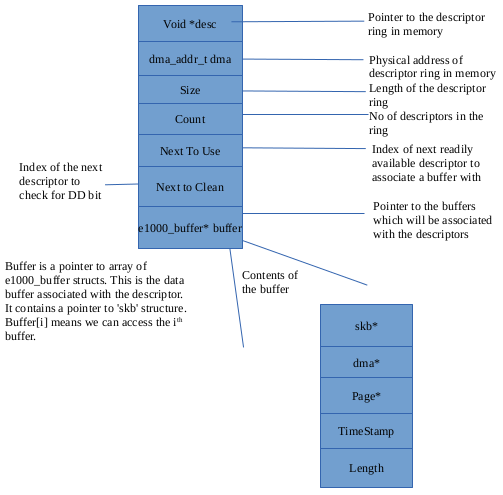 Void *desc
Pointer to the descriptor
ring in memory
dma_addr_t dma
Physical address of
descriptor ring in memory
Size
Length of the descriptor
ring
Count
No of descriptors in the
ring
Next To Use
Index of next readily
available descriptor to
associate a buffer with
Index of the next
descriptor to
check for DD bit
Next to Clean
e1000_buffer* buffer
Pointer to the buffers
which will be associated
with the descriptors
Buffer is a pointer to array of
e1000_buffer structs. This is the data
buffer associated with the descriptor.
It contains a pointer to 'skb' structure.
Buffer[i] means we can access the iᵗʰ
buffer.
Contents of
the buffer
skb*
dma*
Page*
TimeStamp
Length